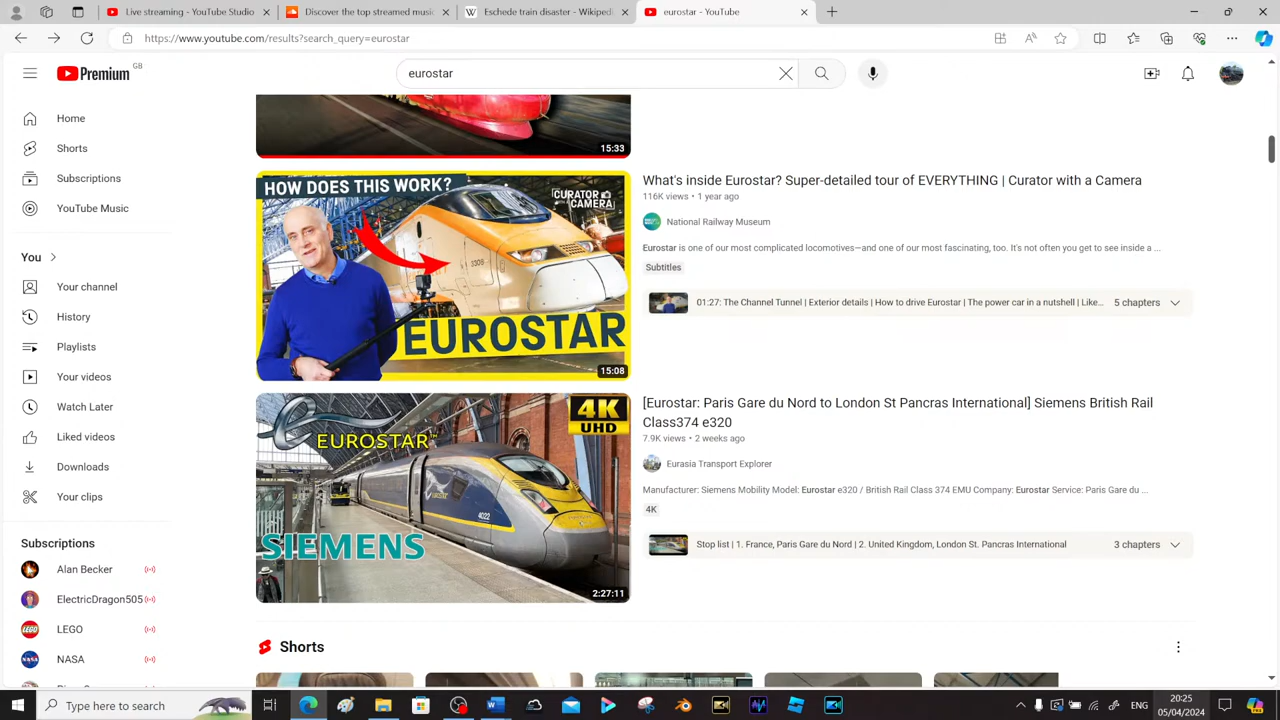 Live streaming - YouTube Studio
Discover the top streamed musi
Eschede train disaster - Wikiped
eurostar - YouTube
https://www.youtube.com/results?search_query=eurostar
Premium GB
eurostar
Home
Shorts
Subscriptions
YouTube Music
You
Your channel
History
Playlists
Your videos
Watch Later
Liked videos
Downloads
Your clips
Subscriptions
Alan Becker
ElectricDragon505
LEGO
NASA
15:33
HOW DOES THIS WORK?
CURATOR
CAMERA
EUROSTAR
15:08
What's inside Eurostar? Super-detailed tour of EVERYTHING | Curator with a Camera
116K views • 1 year ago
National Railway Museum
Eurostar is one of our most complicated locomotives—and one of our most fascinating, too. It's not often you get to see inside a ...
Subtitles
01:27: The Channel Tunnel | Exterior details | How to drive Eurostar | The power car in a nutshell | Like...
5 chapters
4K
UHD
EUROSTAR™
4022
SIEMENS
2:27:11
[Eurostar: Paris Gare du Nord to London St Pancras International] Siemens British Rail
Class374 e320
7.9K views • 2 weeks ago
Eurasia Transport Explorer
Manufacturer: Siemens Mobility Model: Eurostar e320 / British Rail Class 374 EMU Company: Eurostar Service: Paris Gare du ...
4K
Stop list | 1. France, Paris Gare du Nord | 2. United Kingdom, London St. Pancras International
3 chapters
Shorts
Type here to search
ENG
20:25
05/04/2024